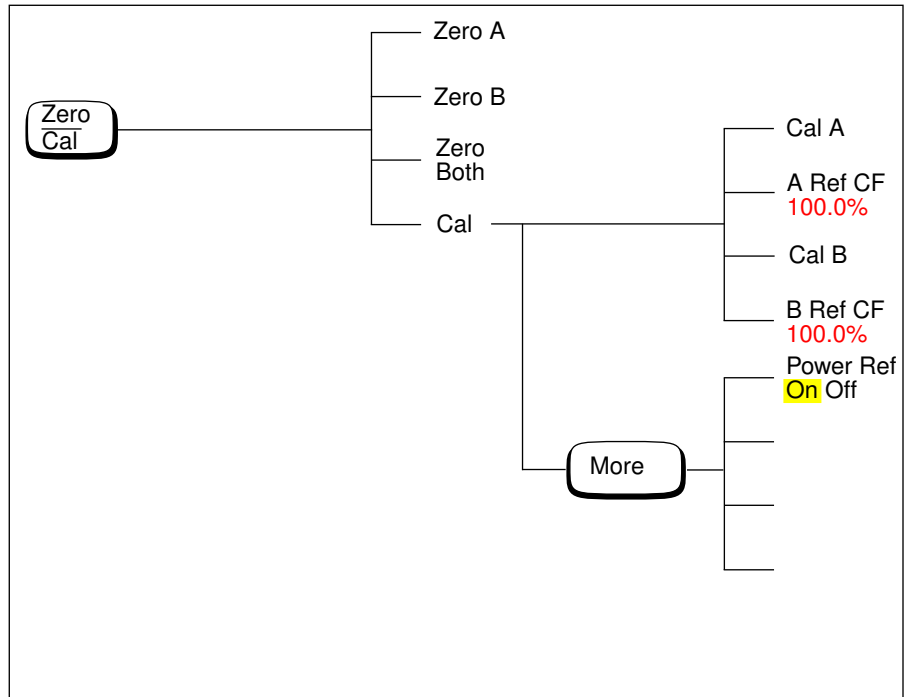 Zero
Cal
Zero A
Zero B
Zero
Both
Cal
Cal A
A Ref CF
100.0%
Cal B
B Ref CF
100.0%
More
Power Ref
On Off